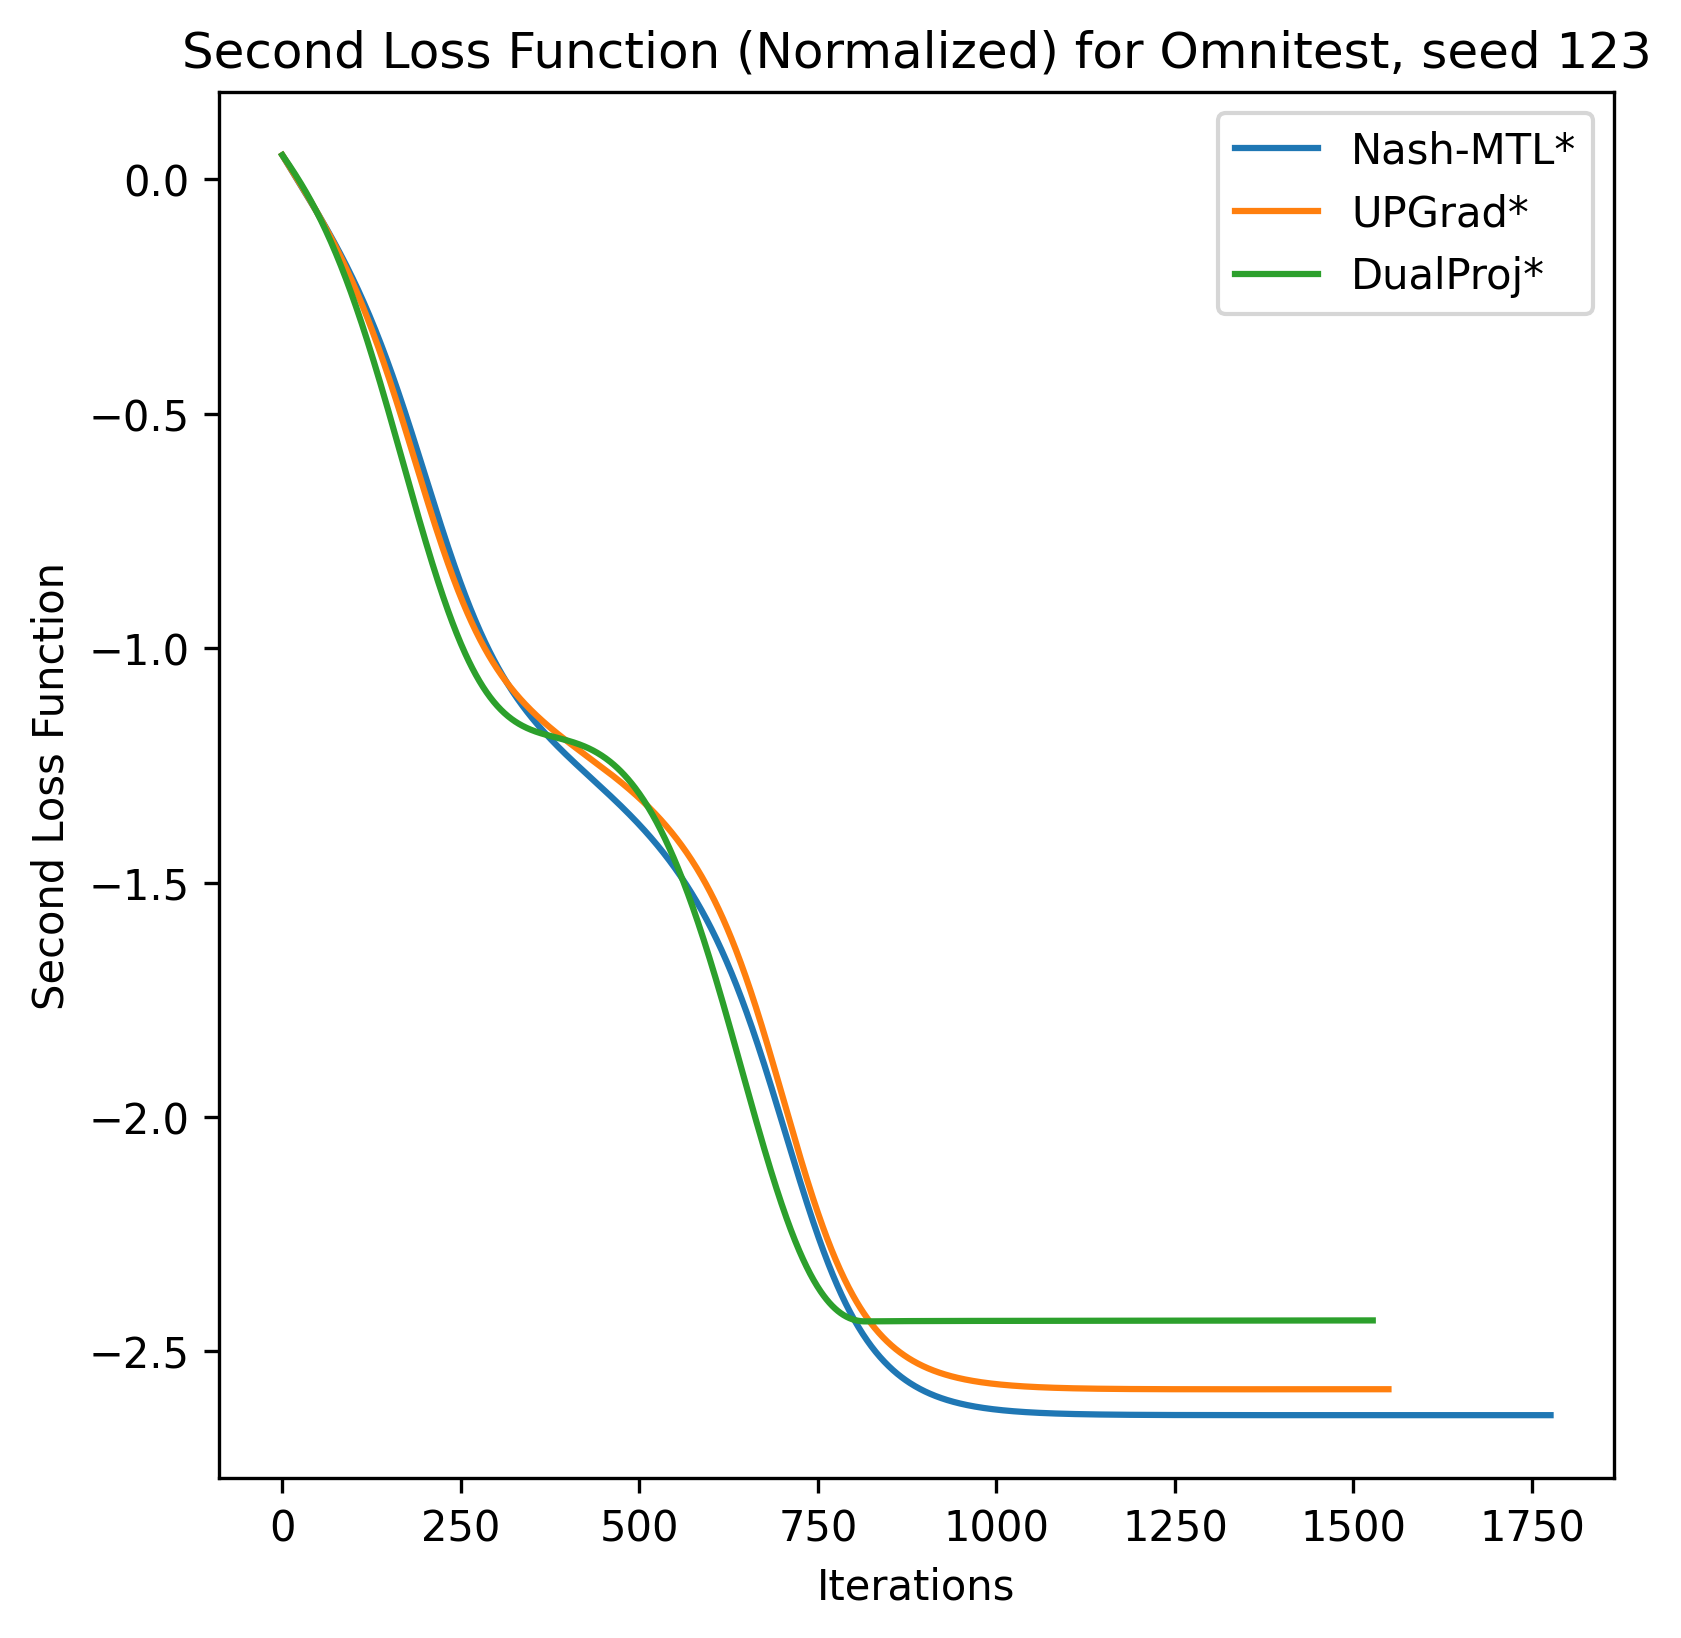 Second Loss Function (Normalized) for Omnitest, seed 123
Nash-MTL*
UPGrad*
DualProj*
0.0
−0.5
−1.0
−1.5
−2.0
−2.5
Second Loss Function
0 250 500 750 1000 1250 1500 1750
Iterations